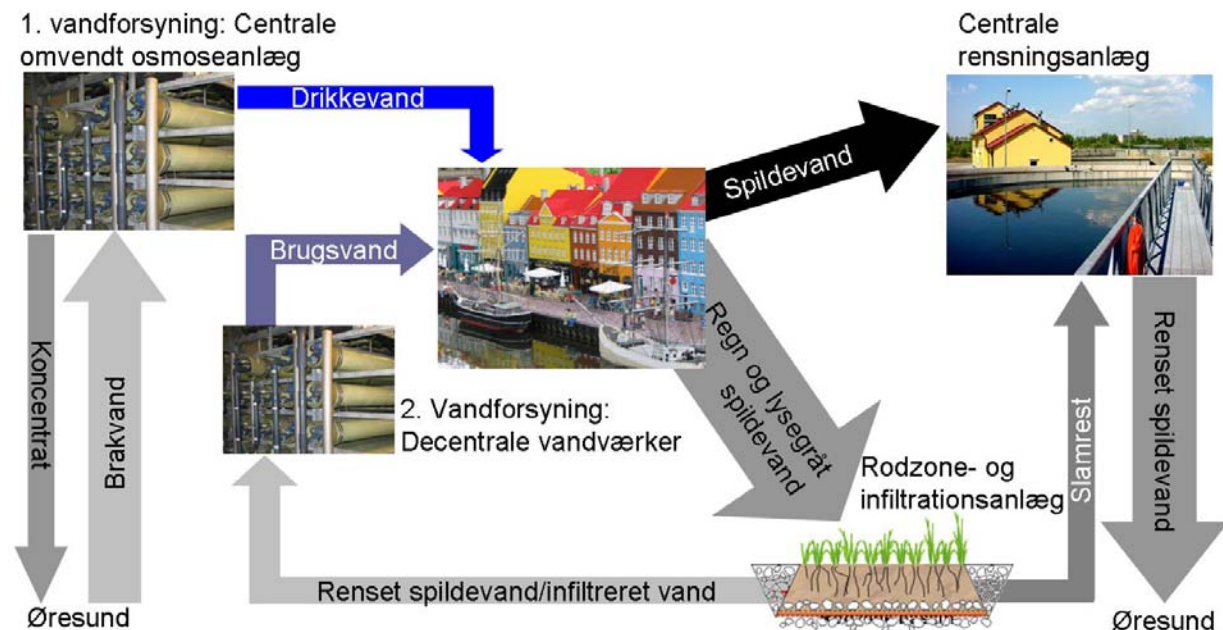 1. vandforsyning: Centrale
omvendt osmoseanlæg
Centrale
rensningsanlæg
Drikkevand
Spildevand
Brugsvand
Koncentrat
Brakvand
2. Vandforsyning:
Decentrale vandværker
Regn og lysegråt
spildevand
Rodzone- og
infiltrationsanlæg
Slamrest
Renset spildevand
Renset spildevand/infiltreret vand
Øresund
Øresund